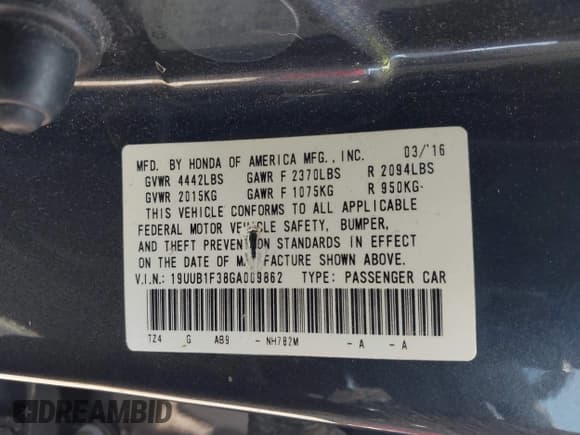 MFD. BY HONDA OF AMERICA MFG., INC. 03/'16
GVWR 4442LBS GAWR F 2370LBS R 2094LBS
GVWR 2015KG GAWR F 1075KG R 950KG
THIS VEHICLE CONFORMS TO ALL APPLICABLE
FEDERAL MOTOR VEHICLE SAFETY, BUMPER,
AND THEFT PREVENTION STANDARDS IN EFFECT
ON THE DATE OF MANUFACTURE SHOWN ABOVE.
V.I.N.: 19UUB1F38GA009862 TYPE: PASSENGER CAR
TZ4 G AB9 - NH782M - A - A
DREAMBID